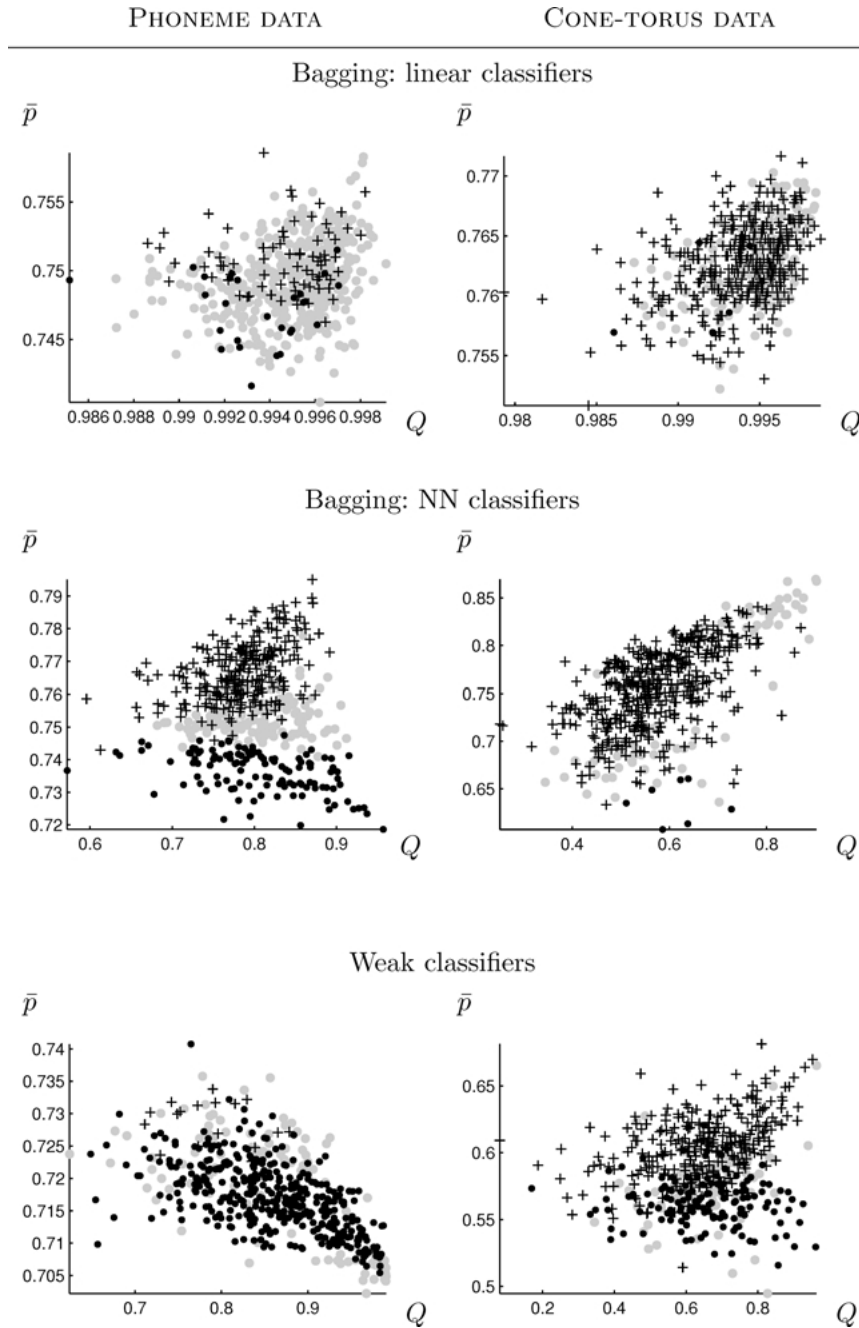 PHONEME DATA CONE-TORUS DATA
Bagging: linear classifiers
p̄ p̄
0.755
0.75
0.745
0.986 0.988 0.99 0.992 0.994 0.996 0.998 Q
0.77
0.765
0.76
0.755
0.98 0.985 0.99 0.995 Q
Bagging: NN classifiers
p̄ p̄
0.79
0.78
0.77
0.76
0.75
0.74
0.73
0.72
0.6 0.7 0.8 0.9 Q
0.85
0.8
0.75
0.7
0.65
0.4 0.6 0.8 Q
Weak classifiers
p̄ p̄
0.74
0.735
0.73
0.725
0.72
0.715
0.71
0.705
0.7 0.8 0.9 Q
0.65
0.6
0.55
0.5
0.2 0.4 0.6 0.8 Q